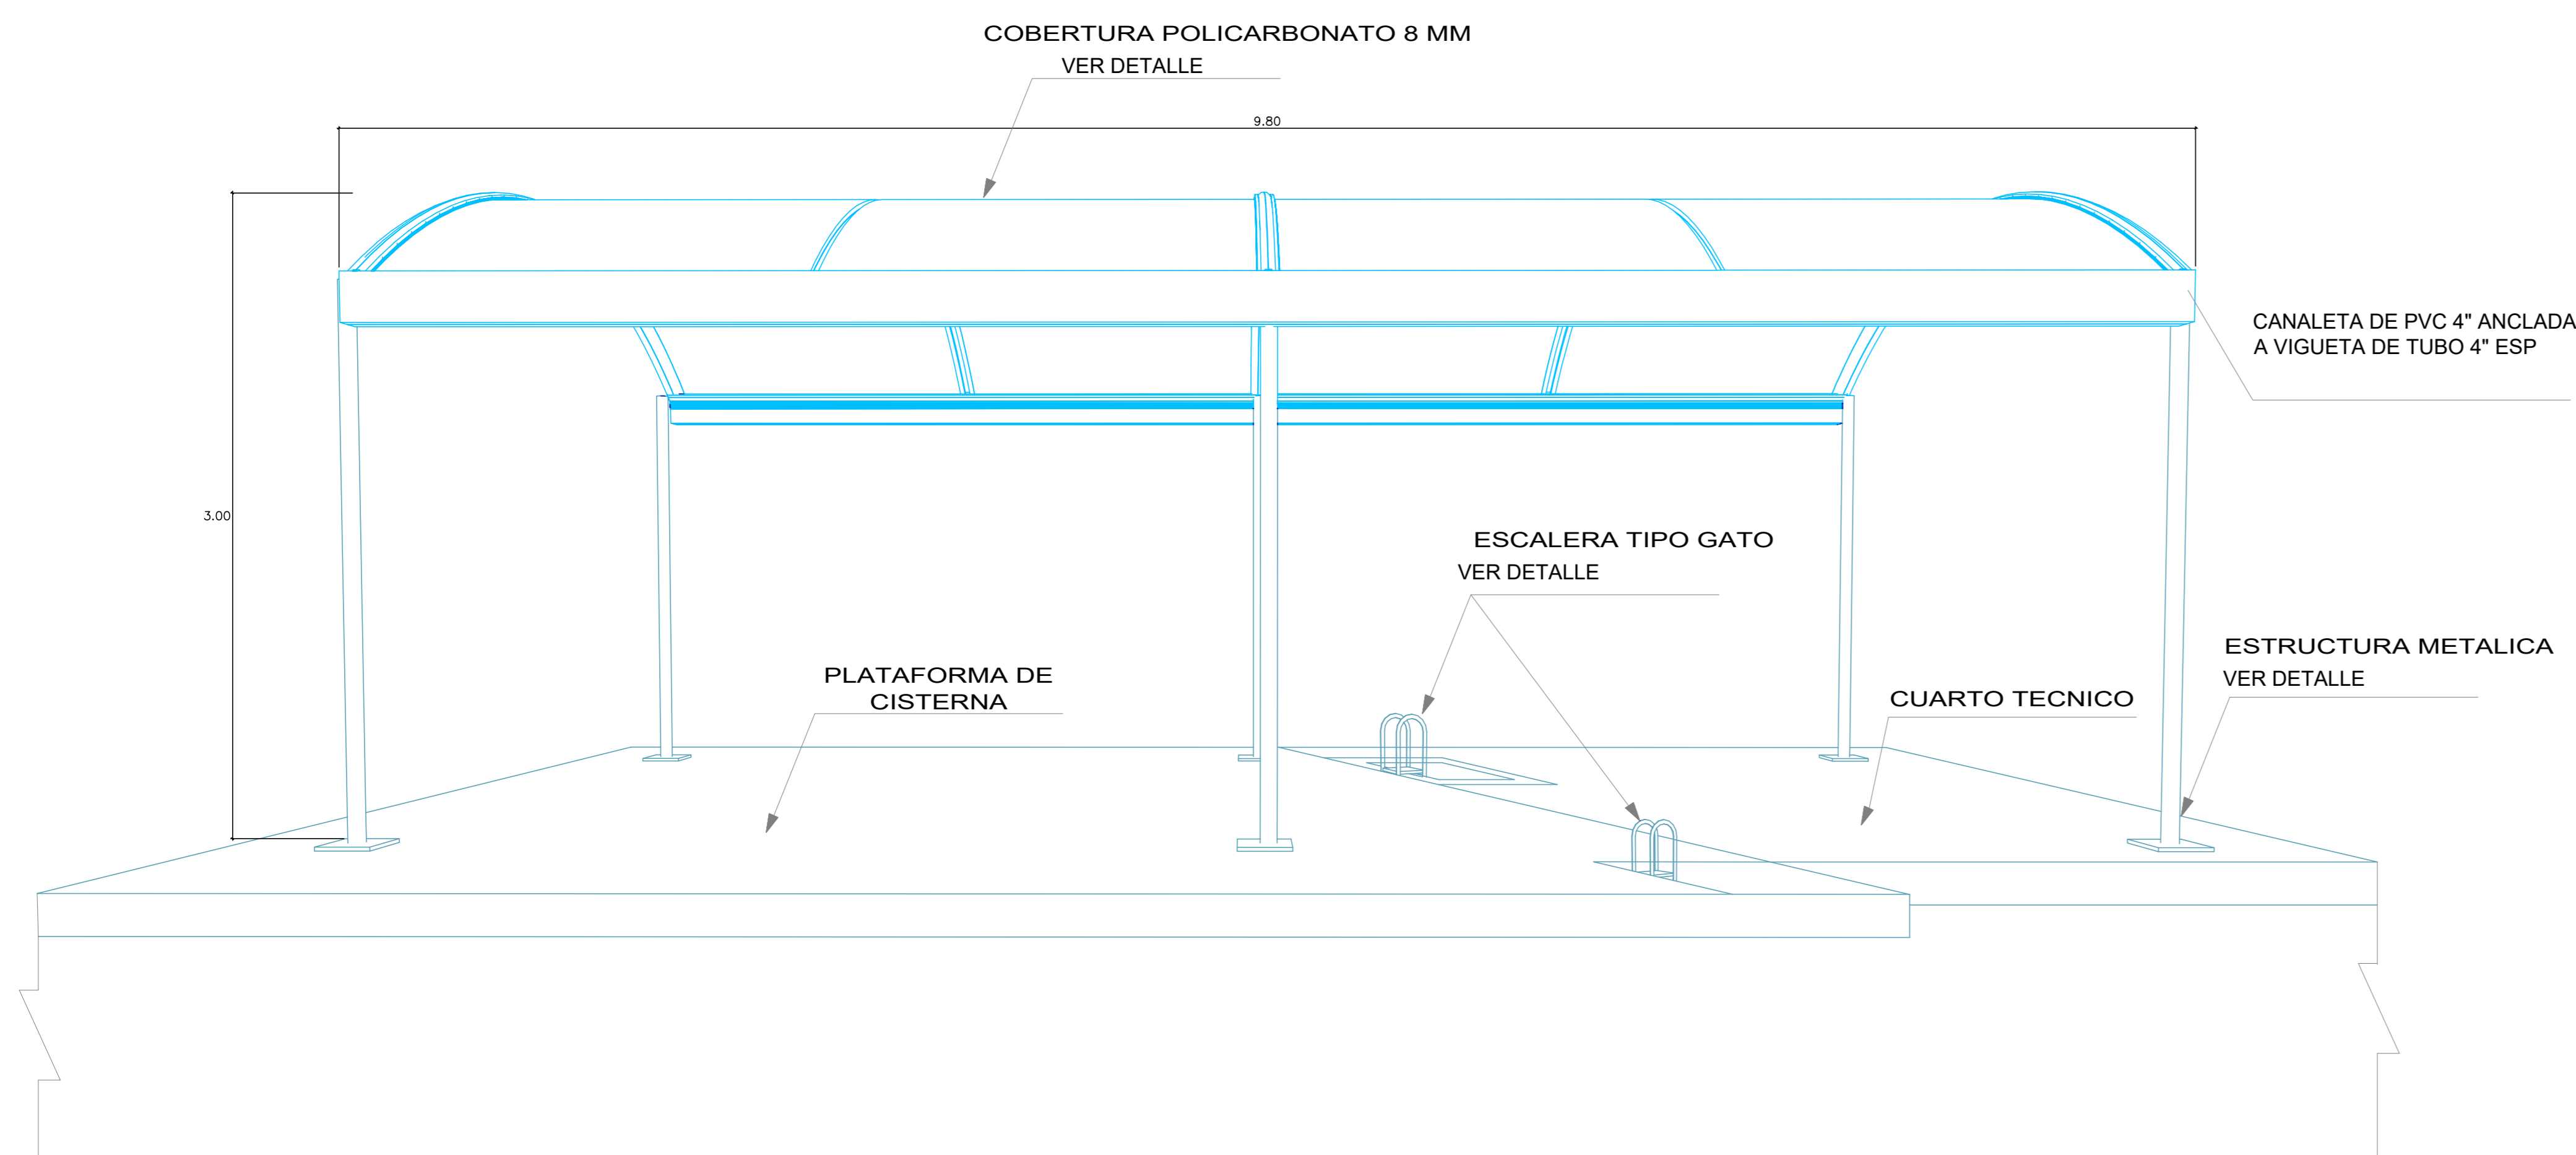 COBERTURA POLICARBONATO 8 MM
VER DETALLE
9.80
CANALETA DE PVC 4" ANCLADA
A VIGUETA DE TUBO 4" ESP
3.00
ESCALERA TIPO GATO
VER DETALLE
PLATAFORMA DE
CISTERNA
ESTRUCTURA METALICA
VER DETALLE
CUARTO TECNICO